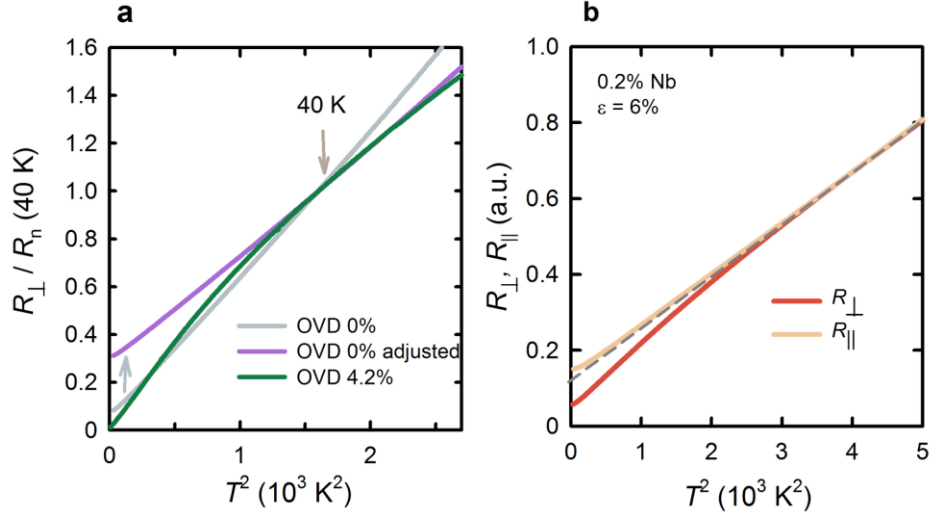 a
R⊥ / Rn (40 K)
1.6
1.4
1.2
1.0
0.8
0.6
0.4
0.2
0
40 K
OVD 0%
OVD 0% adjusted
OVD 4.2%
0
1
2
T² (10³ K²)
b
R⊥, R∥ (a.u.)
1.0
0.8
0.6
0.4
0.2
0
0.2% Nb
ε = 6%
R⊥
R∥
0
1
2
3
4
5
T² (10³ K²)